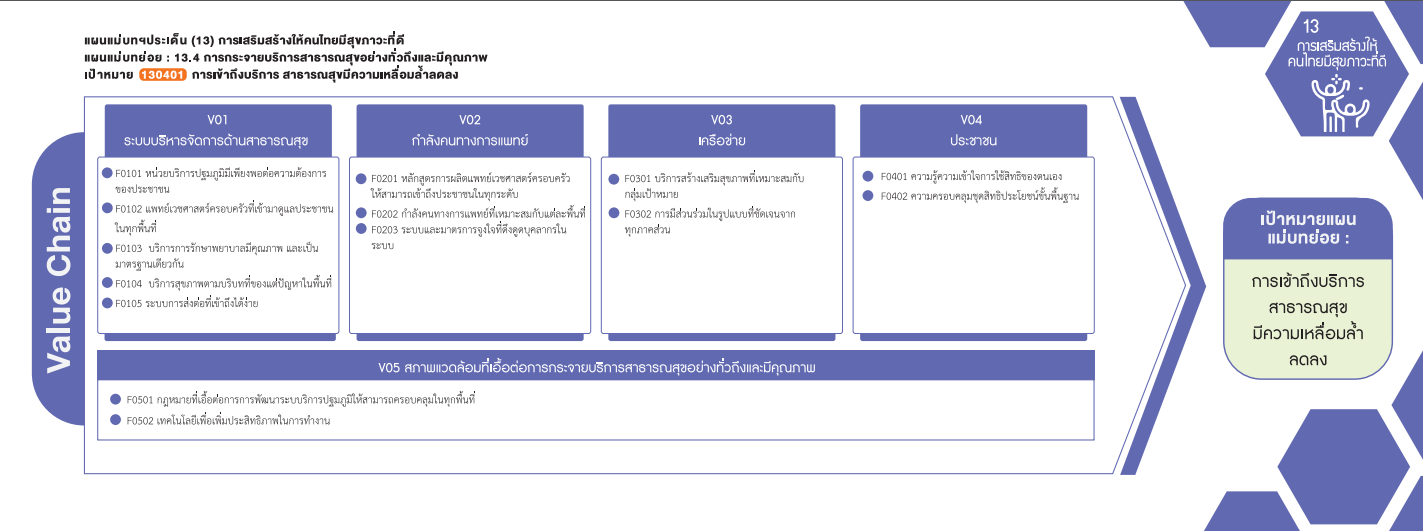 แผนแม่บทฯประเด็น (13) การเสริมสร้างให้คนไทยมีสุขภาวะที่ดี
แผนแม่บทย่อย : 13.4 การกระจายบริการสาธารณสุขอย่างทั่วถึงและมีคุณภาพ
เป้าหมาย 130401 การเข้าถึงบริการ สาธารณสุขมีความเหลื่อมล้ำลดลง
13
การเสริมสร้างให้
คนไทยมีสุขภาวะที่ดี
Value Chain
V01
ระบบบริหารจัดการด้านสาธารณสุข
F0101 หน่วยบริการปฐมภูมิมีเพียงพอต่อความต้องการ
ของประชาชน
F0102 แพทย์เวชศาสตร์ครอบครัวที่เข้ามาดูแลประชาชน
ในทุกพื้นที่
F0103 บริการการรักษาพยาบาลมีคุณภาพ และเป็น
มาตรฐานเดียวกัน
F0104 บริการสุขภาพตามบริบทที่ของแต่ปัญหาในพื้นที่
F0105 ระบบการส่งต่อที่เข้าถึงได้ง่าย
V02
กำลังคนทางการแพทย์
F0201 หลักสูตรการผลิตแพทย์เวชศาสตร์ครอบครัว
ให้สามารถเข้าถึงประชาชนในทุกระดับ
F0202 กำลังคนทางการแพทย์ที่เหมาะสมกับแต่ละพื้นที่
F0203 ระบบและมาตรการจูงใจที่ดึงดูดบุคลากรใน
ระบบ
V03
เครือข่าย
F0301 บริการสร้างเสริมสุขภาพที่เหมาะสมกับ
กลุ่มเป้าหมาย
F0302 การมีส่วนร่วมในรูปแบบที่ชัดเจนจาก
ทุกภาคส่วน
V04
ประชาชน
F0401 ความรู้ความเข้าใจการใช้สิทธิของตนเอง
F0402 ความครอบคลุมชุดสิทธิประโยชน์ขั้นพื้นฐาน
V05 สภาพแวดล้อมที่เอื้อต่อการกระจายบริการสาธารณสุขอย่างทั่วถึงและมีคุณภาพ
F0501 กฎหมายที่เอื้อต่อการการพัฒนาระบบบริการปฐมภูมิให้สามารถครอบคลุมในทุกพื้นที่
F0502 เทคโนโลยีเพื่อเพิ่มประสิทธิภาพในการทำงาน
เป้าหมายแผน
แม่บทย่อย :
การเข้าถึงบริการ
สาธารณสุข
มีความเหลื่อมล้ำ
ลดลง